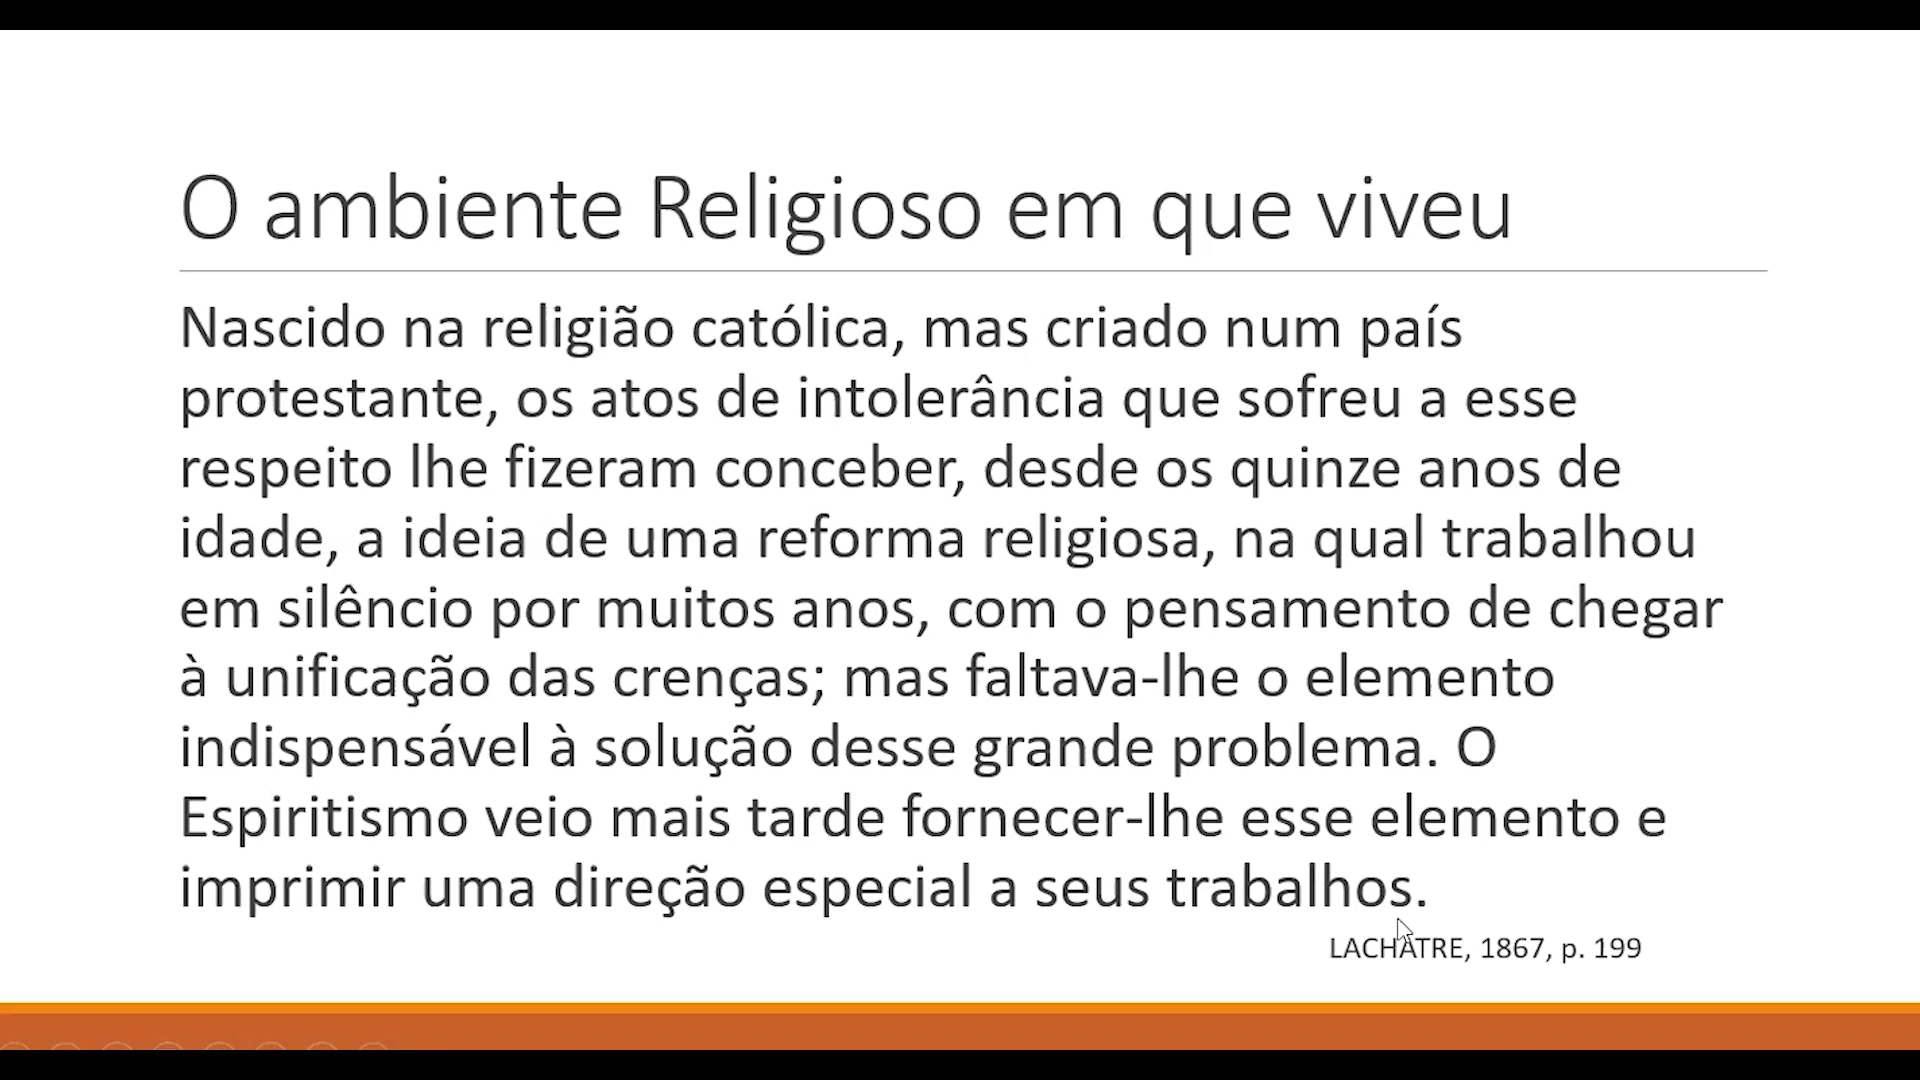 O ambiente Religioso em que viveu
Nascido na religião católica, mas criado num país
protestante, os atos de intolerância que sofreu a esse
respeito lhe fizeram conceber, desde os quinze anos de
idade, a ideia de uma reforma religiosa, na qual trabalhou
em silêncio por muitos anos, com o pensamento de chegar
à unificação das crenças; mas faltava-lhe o elemento
indispensável à solução desse grande problema. O
Espiritismo veio mais tarde fornecer-lhe esse elemento e
imprimir uma direção especial a seus trabalhos.
LACHÂTRE, 1867, p. 199